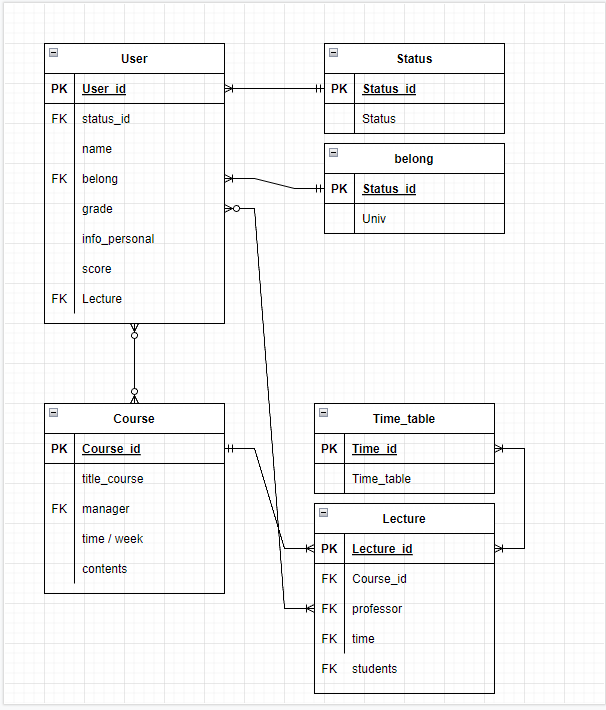 User
PK User_id
FK status_id
name
FK belong
grade
info_personal
score
FK Lecture
Status
PK Status_id
Status
belong
PK Status_id
Univ
Course
PK Course_id
title_course
FK manager
time / week
contents
Time_table
PK Time_id
Time_table
Lecture
PK Lecture_id
FK Course_id
FK professor
FK time
FK students